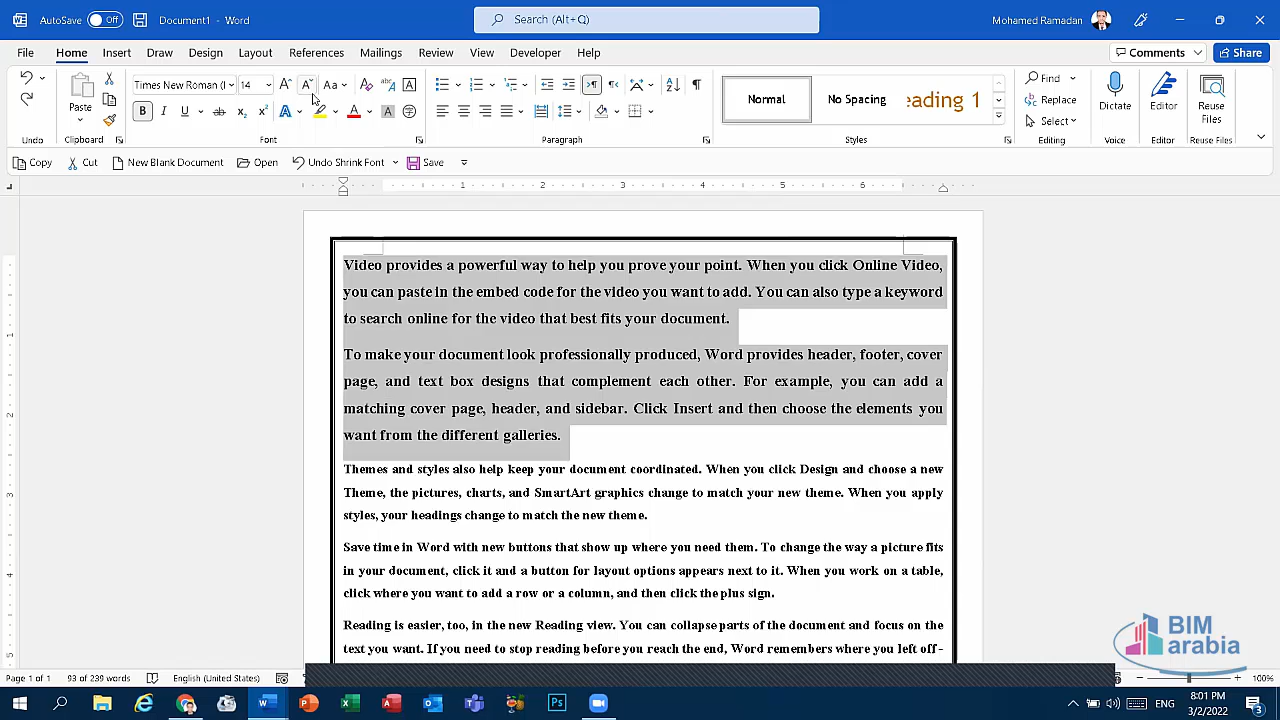 AutoSave Off Document1 - Word Search (Alt+Q) Mohamed Ramadan
File Home Insert Draw Design Layout References Mailings Review View Developer Help Comments Share
Times New Roman ( 14 Aa
Paste
Normal No Spacing eading 1
Find Replace Select
Dictate Editor Reuse Files
Undo Clipboard Font Paragraph Styles Editing Voice Editor Reuse Files
Copy Cut New Blank Document Open Undo Shrink Font Save
1 2 3 4 5 6
Video provides a powerful way to help you prove your point. When you click Online Video,
you can paste in the embed code for the video you want to add. You can also type a keyword
to search online for the video that best fits your document.
To make your document look professionally produced, Word provides header, footer, cover
page, and text box designs that complement each other. For example, you can add a
matching cover page, header, and sidebar. Click Insert and then choose the elements you
want from the different galleries.
Themes and styles also help keep your document coordinated. When you click Design and choose a new
Theme, the pictures, charts, and SmartArt graphics change to match your new theme. When you apply
styles, your headings change to match the new theme.
Save time in Word with new buttons that show up where you need them. To change the way a picture fits
in your document, click it and a button for layout options appears next to it. When you work on a table,
click where you want to add a row or a column, and then click the plus sign.
Reading is easier, too, in the new Reading view. You can collapse parts of the document and focus on the
text you want. If you need to stop reading before you reach the end, Word remembers where you left off -
BIM
arabia
Page 1 of 1 93 of 239 words English (United States) 100%
8:01 PM
3/2/2022